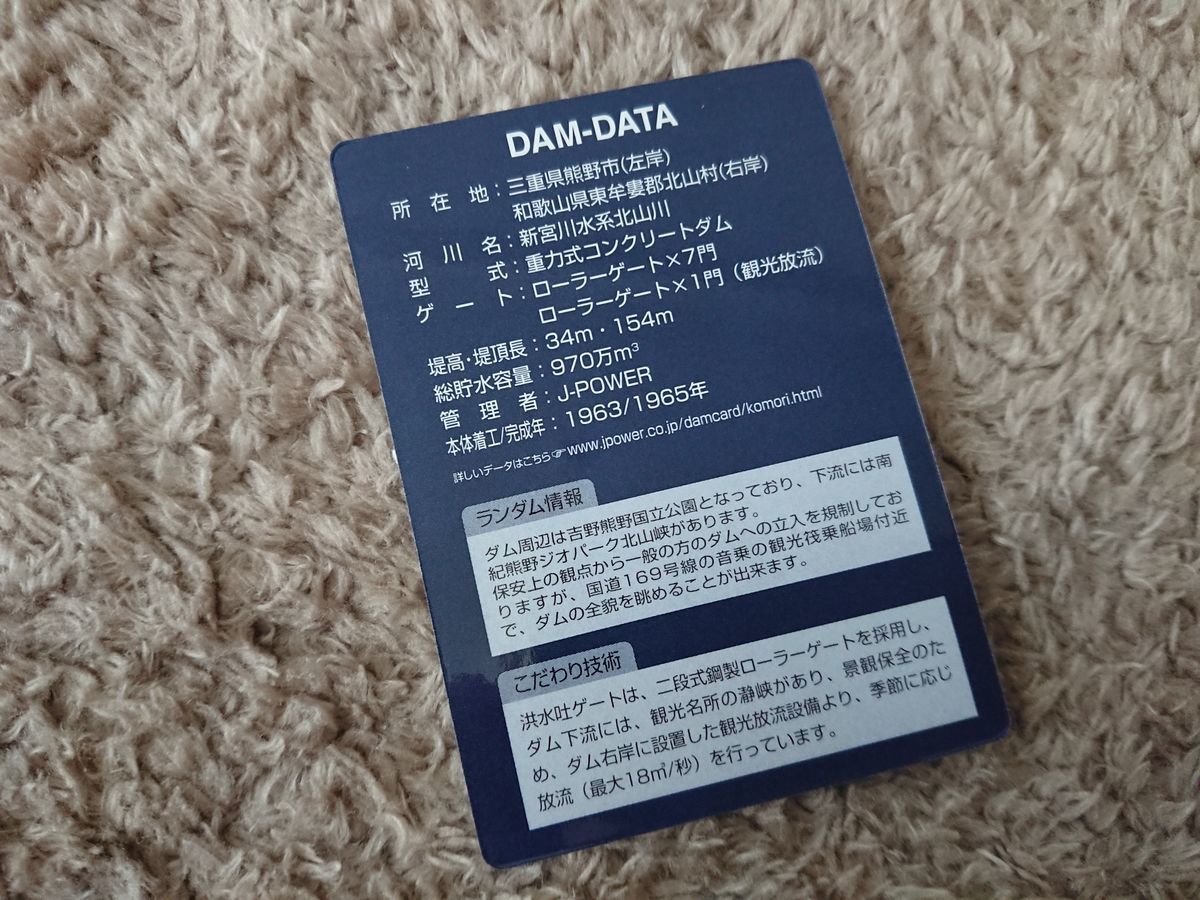 DAM-DATA
所在地：三重県熊野市(左岸)
和歌山県東牟婁郡北山村(右岸)
河川名：新宮川水系北山川
型式：重力式コンクリートダム
ゲート：ローラーゲート×7門
ローラーゲート×1門（観光放流）
堤高・堤頂長：34m・154m
総貯水容量：970万m³
管理者：J-POWER
本体着工/完成年：1963/1965年
詳しいデータはこちら☞www.jpower.co.jp/damcard/komori.html
ランダム情報
ダム周辺は吉野熊野国立公園となっており、下流には南
紀熊野ジオパーク北山峡があります。
保安上の観点から一般の方のダムへの立入を規制してお
りますが、国道169号線の音乗の観光筏乗船場付近
で、ダムの全貌を眺めることが出来ます。
こだわり技術
洪水吐ゲートは、二段式鋼製ローラーゲートを採用し、
ダム下流には、観光名所の瀞峡があり、景観保全のた
め、ダム右岸に設置した観光放流設備より、季節に応じ
放流（最大18㎥/秒）を行っています。